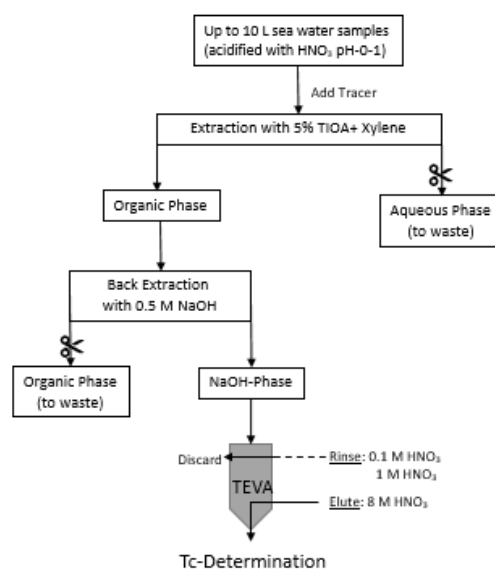 Up to 10 L sea water samples
(acidified with HNO₃ pH-0-1)
Add Tracer
Extraction with 5% TIOA+ Xylene
Organic Phase
Aqueous Phase
(to waste)
Back Extraction
with 0.5 M NaOH
Organic Phase
(to waste)
NaOH-Phase
Discard
Rinse: 0.1 M HNO₃
1 M HNO₃
TEVA
Elute: 8 M HNO₃
Tc-Determination